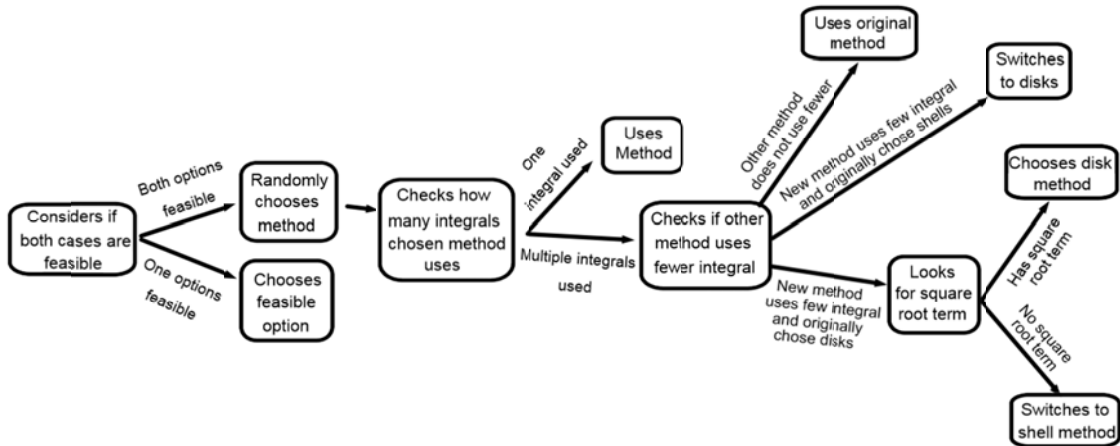 Considers if
both cases are
feasible
Both options
feasible
One options
feasible
Randomly
chooses
method
Chooses
feasible
option
Checks how
many integrals
chosen method
uses
One
integral used
Multiple integrals
used
Uses
Method
Checks if other
method uses
fewer integral
Other method
does not use fewer
New method uses few integral
and originally chose shells
New method
uses few integral
and originally
chose disks
Uses original
method
Switches
to disks
Looks
for square
root term
Has square
root term
No square
root term
Chooses disk
method
Switches to
shell method